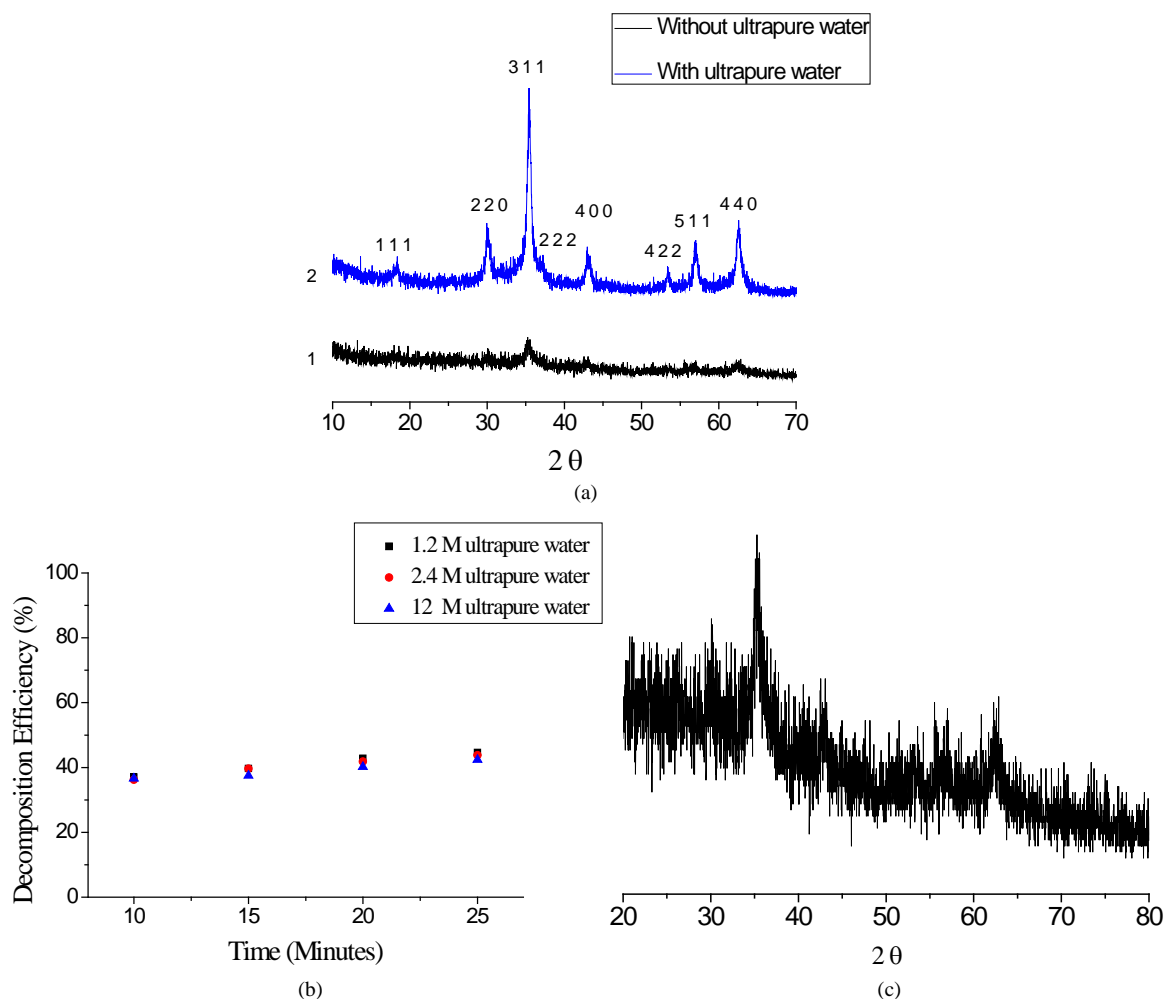 Without ultrapure water
With ultrapure water
3 1 1
2 2 0
4 4 0
4 0 0
5 1 1
1 1 1
2 2 2
4 2 2
2
1
10 20 30 40 50 60 70
2 θ
(a)
1.2 M ultrapure water
2.4 M ultrapure water
12 M ultrapure water
100
80
60
40
20
0
Decomposition Efficiency (%)
10 15 20 25
Time (Minutes)
(b)
20 30 40 50 60 70 80
2 θ
(c)